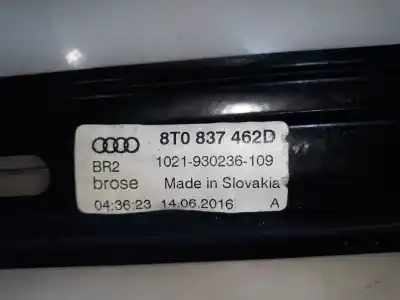 8T0 837 462D
BR2 1021-930236-109
brose Made in Slovakia
04:36:23 14.06.2016 A